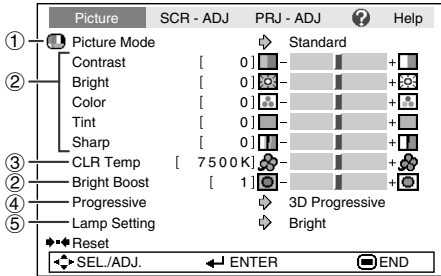 Picture SCR - ADJ PRJ - ADJ ? Help
① Picture Mode Standard
② Contrast [ 0] - +
Bright [ 0] - +
Color [ 0] - +
Tint [ 0] - +
Sharp [ 0] - +
③ CLR Temp [ 7500K] - +
② Bright Boost [ 1] - +
④ Progressive 3D Progressive
⑤ Lamp Setting Bright
Reset
SEL./ADJ. ENTER END